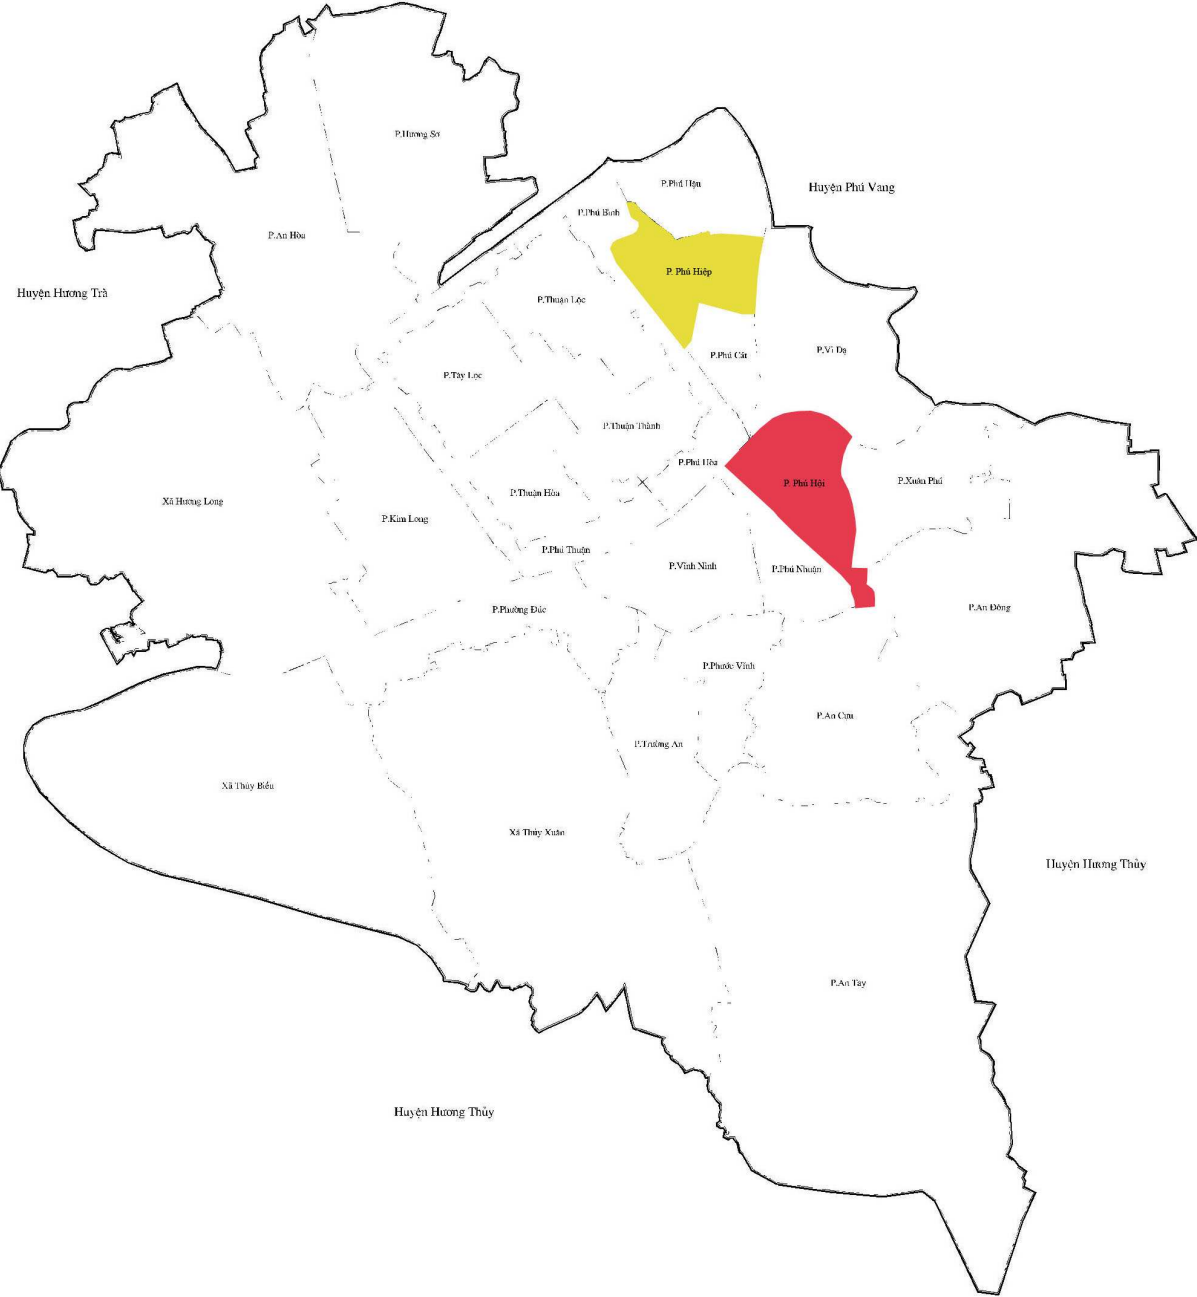 P.Hương Sơ
P.Phú Hậu
Huyện Phú Vang
P.Phú Bình
P.An Hòa
P. Phú Hiệp
Huyện Hương Trà
P.Thuận Lộc
P.Vĩ Dạ
P.Phú Cát
P.Tây Lộc
P.Thuận Thành
P.Phú Hòa
P.Xuân Phú
P. Phú Hội
P.Thuận Hòa
Xã Hương Long
P.Kim Long
P.Phú Thuận
P.Vĩnh Ninh
P.Phú Nhuận
P.Phường Đúc
P.An Đông
P.Phước Vĩnh
P.An Cựu
P.Trường An
Xã Thủy Biều
Xã Thủy Xuân
Huyện Hương Thủy
P.An Tây
Huyện Hương Thủy